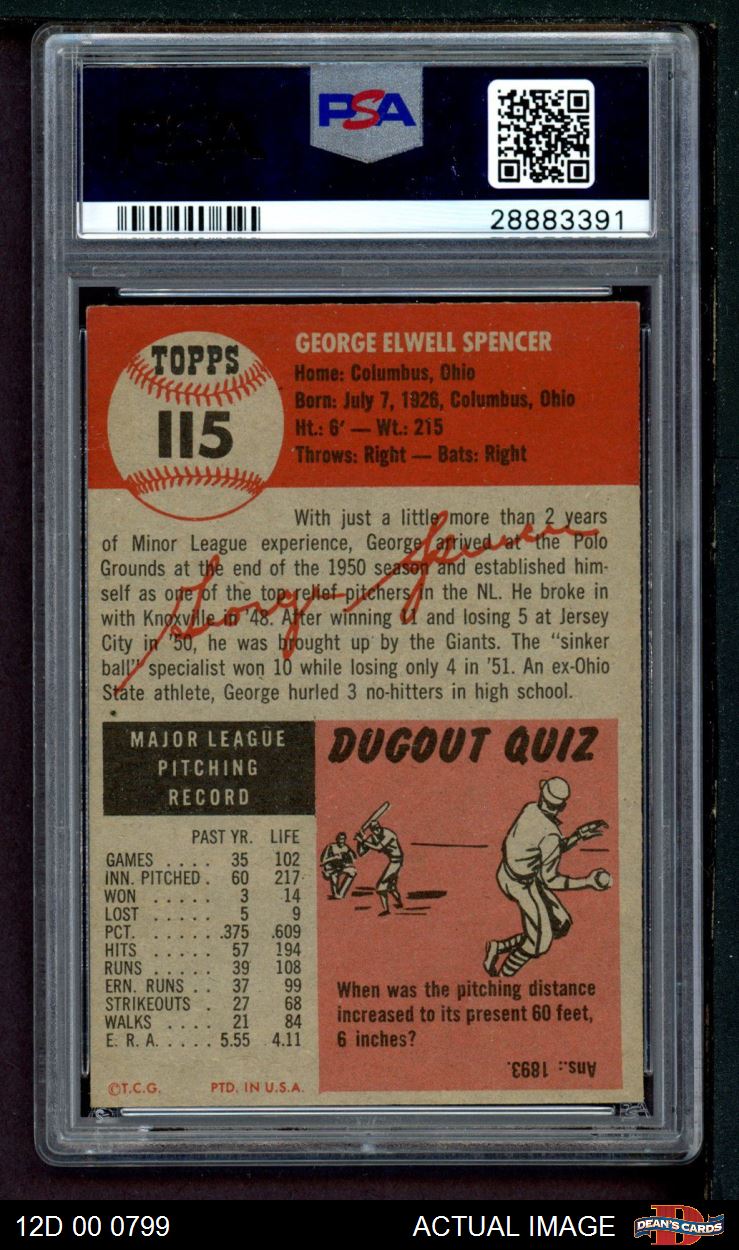 PSA
28883391
TOPPS
115
GEORGE ELWELL SPENCER
Home: Columbus, Ohio
Born: July 7, 1926, Columbus, Ohio
Ht.: 6' — Wt.: 215
Throws: Right — Bats: Right
With just a little more than 2 years
of Minor League experience, George arrived at the Polo
Grounds at the end of the 1950 season and established him-
self as one of the top relief pitchers in the NL. He broke in
with Knoxville in '48. After winning 11 and losing 5 at Jersey
City in '50, he was brought up by the Giants. The "sinker
ball" specialist won 10 while losing only 4 in '51. An ex-Ohio
State athlete, George hurled 3 no-hitters in high school.
George Spencer
MAJOR LEAGUE
PITCHING
RECORD
PAST YR. LIFE
GAMES .... 35 102
INN. PITCHED . 60 217
WON ..... 3 14
LOST ..... 5 9
PCT. ...... .375 .609
HITS ..... 57 194
RUNS ..... 39 108
ERN. RUNS .. 37 99
STRIKEOUTS . 27 68
WALKS .... 21 84
E. R. A. ..... 5.55 4.11
©T.C.G. PTD. IN U.S.A.
DUGOUT QUIZ
When was the pitching distance
increased to its present 60 feet,
6 inches?
Ans.: 1893.
12D 00 0799
ACTUAL IMAGE
DEAN'S CARDS